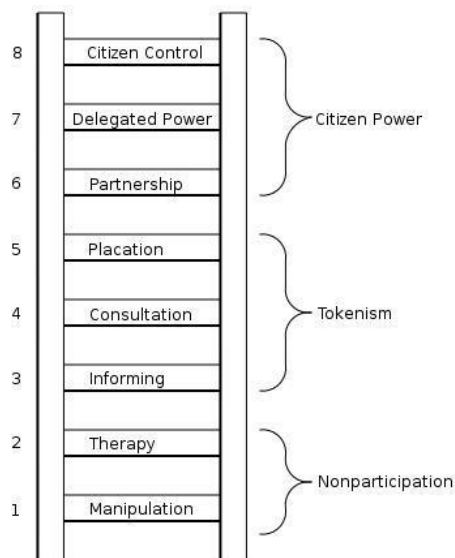 8 Citizen Control
7 Delegated Power Citizen Power
6 Partnership
5 Placation
4 Consultation Tokenism
3 Informing
2 Therapy
Nonparticipation
1 Manipulation